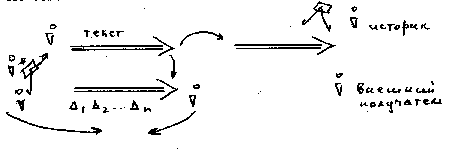 текст
историк
Δ₁ Δ₂ ... Δₙ
внешний
получатель